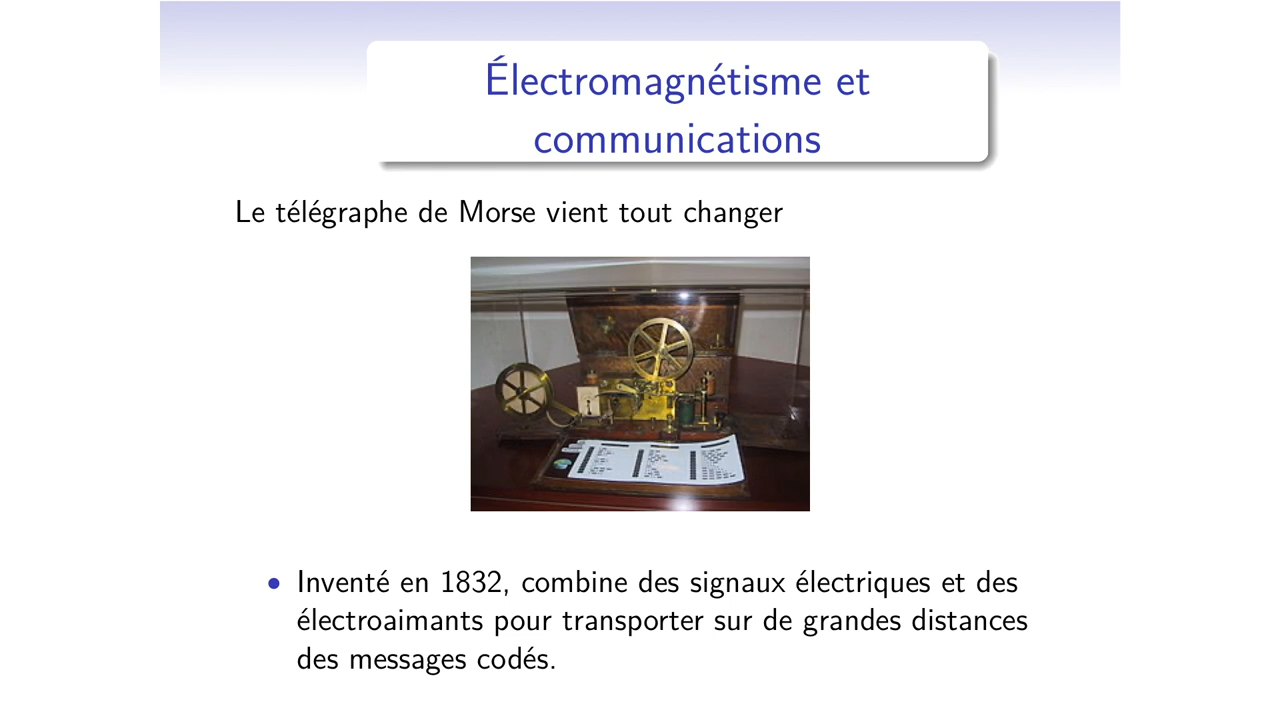 Électromagnétisme et
communications
Le télégraphe de Morse vient tout changer
• Inventé en 1832, combine des signaux électriques et des
électroaimants pour transporter sur de grandes distances
des messages codés.